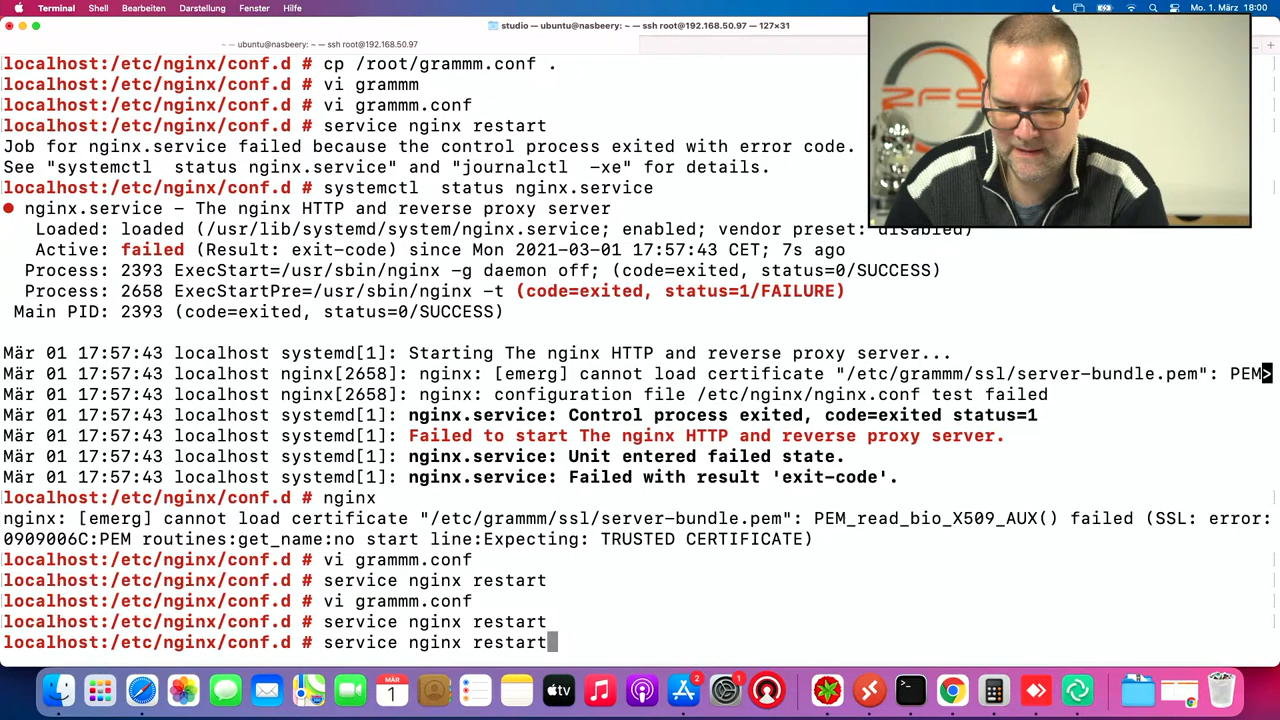 Terminal Shell Bearbeiten Darstellung Fenster Hilfe
Mo. 1. März 18:00
studio — ubuntu@nasbeery: ~ — ssh root@192.168.50.97 — 127×31
~ — ubuntu@nasbeery: ~ — ssh root@192.168.50.97
ZFS
localhost:/etc/nginx/conf.d # cp /root/grammm.conf .
localhost:/etc/nginx/conf.d # vi grammm
localhost:/etc/nginx/conf.d # vi grammm.conf
localhost:/etc/nginx/conf.d # service nginx restart
Job for nginx.service failed because the control process exited with error code.
See "systemctl  status nginx.service" and "journalctl  -xe" for details.
localhost:/etc/nginx/conf.d # systemctl  status nginx.service
● nginx.service - The nginx HTTP and reverse proxy server
Loaded: loaded (/usr/lib/systemd/system/nginx.service; enabled; vendor preset: disabled)
Active: failed (Result: exit-code) since Mon 2021-03-01 17:57:43 CET; 7s ago
Process: 2393 ExecStart=/usr/sbin/nginx -g daemon off; (code=exited, status=0/SUCCESS)
Process: 2658 ExecStartPre=/usr/sbin/nginx -t (code=exited, status=1/FAILURE)
Main PID: 2393 (code=exited, status=0/SUCCESS)
Mär 01 17:57:43 localhost systemd[1]: Starting The nginx HTTP and reverse proxy server...
Mär 01 17:57:43 localhost nginx[2658]: nginx: [emerg] cannot load certificate "/etc/grammm/ssl/server-bundle.pem": PEM>
Mär 01 17:57:43 localhost nginx[2658]: nginx: configuration file /etc/nginx/nginx.conf test failed
Mär 01 17:57:43 localhost systemd[1]: nginx.service: Control process exited, code=exited status=1
Mär 01 17:57:43 localhost systemd[1]: Failed to start The nginx HTTP and reverse proxy server.
Mär 01 17:57:43 localhost systemd[1]: nginx.service: Unit entered failed state.
Mär 01 17:57:43 localhost systemd[1]: nginx.service: Failed with result 'exit-code'.
localhost:/etc/nginx/conf.d # nginx
nginx: [emerg] cannot load certificate "/etc/grammm/ssl/server-bundle.pem": PEM_read_bio_X509_AUX() failed (SSL: error:
0909006C:PEM routines:get_name:no start line:Expecting: TRUSTED CERTIFICATE)
localhost:/etc/nginx/conf.d # vi grammm.conf
localhost:/etc/nginx/conf.d # service nginx restart
localhost:/etc/nginx/conf.d # vi grammm.conf
localhost:/etc/nginx/conf.d # service nginx restart
localhost:/etc/nginx/conf.d # service nginx restart
MÄR
1
tv
2
1